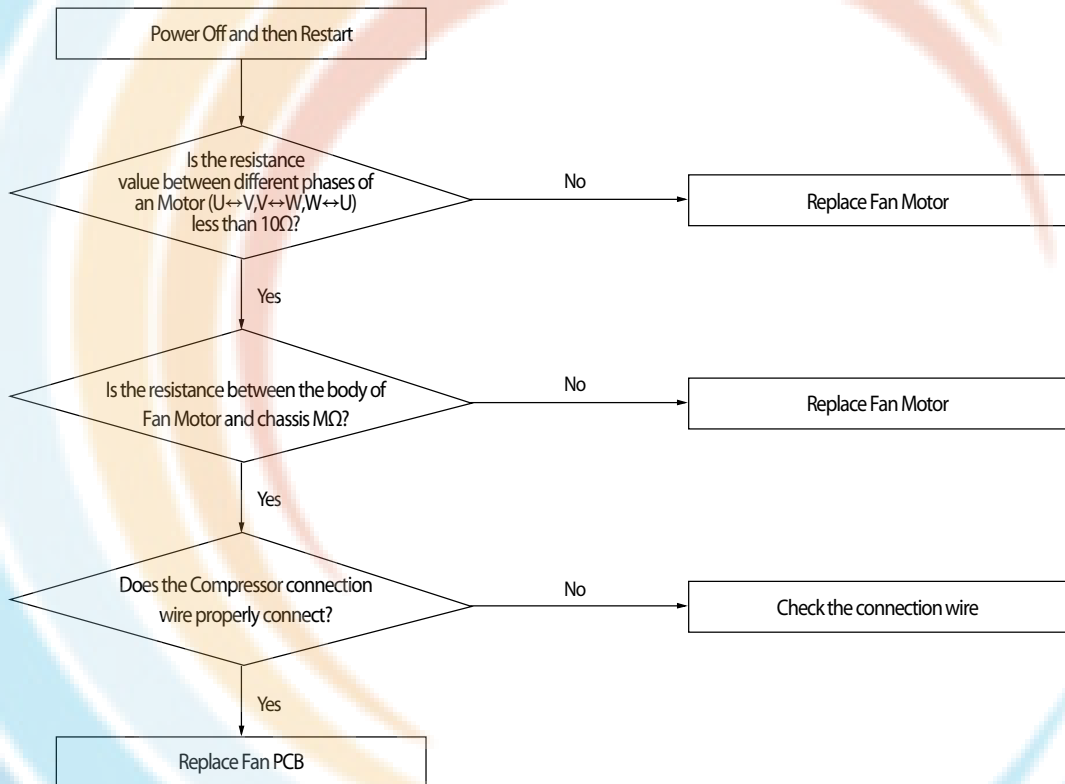 Power Off and then Restart
Is the resistance
value between different phases of
an Motor (U↔V,V↔W,W↔U)
less than 10Ω?
No
Replace Fan Motor
Yes
Is the resistance between the body of
Fan Motor and chassis MΩ?
No
Replace Fan Motor
Yes
Does the Compressor connection
wire properly connect?
No
Check the connection wire
Yes
Replace Fan PCB